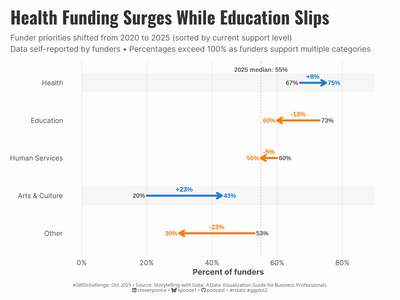 Health Funding Surges While Education Slips
Funder priorities shifted from 2020 to 2025 (sorted by current support level)
Data self-reported by funders • Percentages exceed 100% as funders support multiple categories
2025 median: 55%
+8%
Health 67% 75%
-13%
Education 60% 73%
-5%
Human Services 55% 60%
+23%
Arts & Culture 20% 43%
-23%
Other 30% 53%
0% 20% 40% 60% 80%
Percent of funders
#SWDchallenge: Oct 2025 • Source: Storytelling with Data; A Data Visualization Guide for Business Professionals
stevenponce • sponce1 • poncest • #rstats #ggplot2